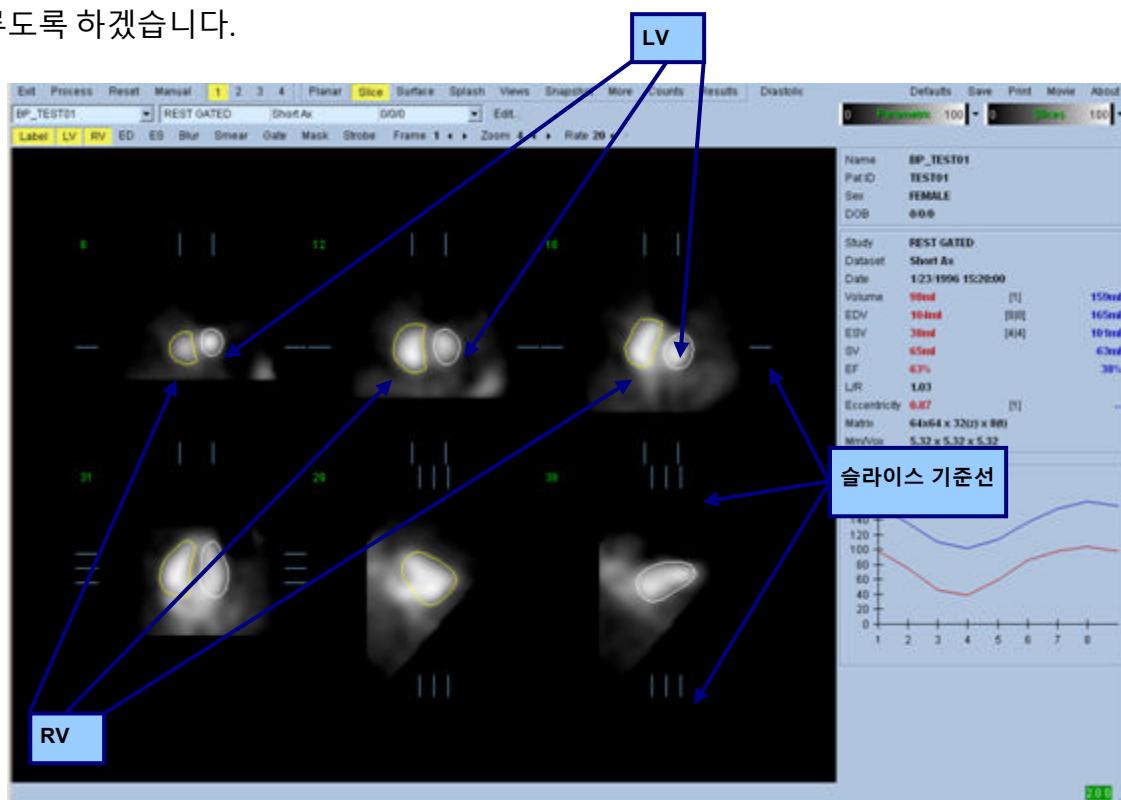 루도록 하겠습니다.
LV
Exit Process Reset Manual 1 2 3 4 Planar Slice Surface Splash Views Snapshot More Counts Results Diastolic Defaults Save Print Movie About
BP_TEST01 REST GATED Short Ax 0/0/0 Edit..
0 Parametric 100 0 Slices 100
Label LV RV ED ES Blur Smear Gate Mask Strobe Frame 1 Zoom 4 Rate 20
Name BP_TEST01
Pat ID TEST01
Sex FEMALE
DOB 0/0/0
8 12 16
Study REST GATED
Dataset Short Ax
Date 1/23/1996 15:20:00
Volume 98ml [1] 159ml
EDV 104ml [8|8] 165ml
ESV 38ml [4|4] 101ml
SV 65ml 63ml
EF 63% 38%
L/R 1.03
Eccentricity 0.87 [1]
Matrix 64x64 x 32(z) x 8(t)
Mm/Vox 5.32 x 5.32 x 5.32
31 29 38
슬라이스 기준선
140
120
100
80
60
40
20
0
1 2 3 4 5 6 7 8
RV
200